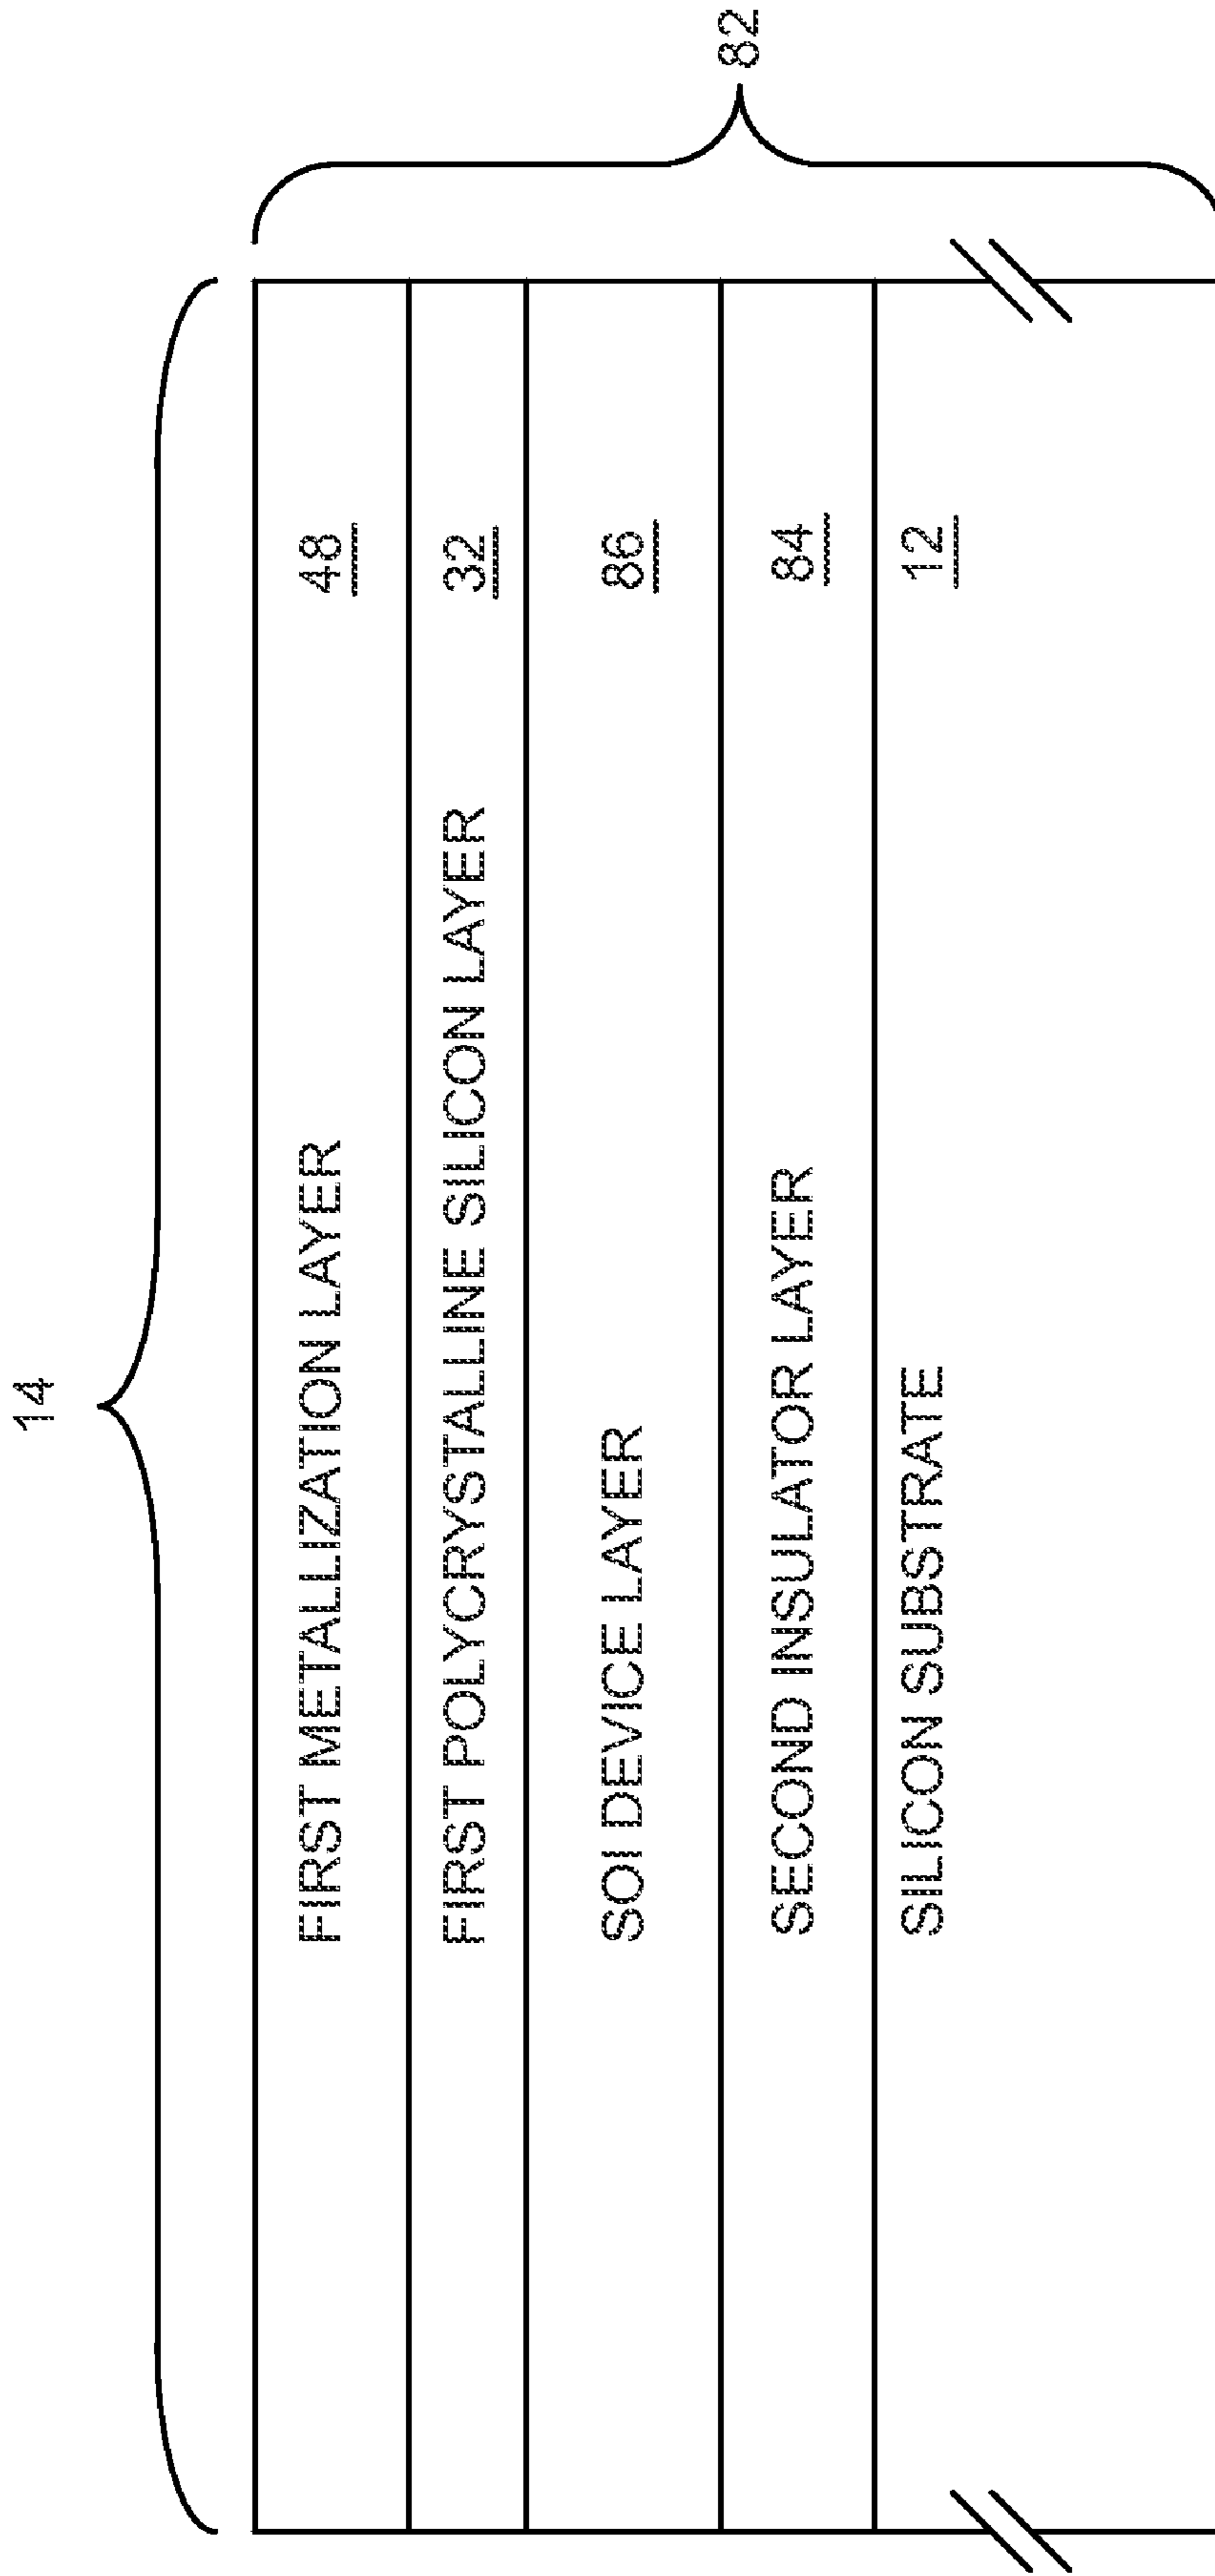 14
FIRST METALLIZATION LAYER 48
FIRST POLYCRYSTALLINE SILICON LAYER 32
SOI DEVICE LAYER 86
SECOND INSULATOR LAYER 84
SILICON SUBSTRATE 12
82